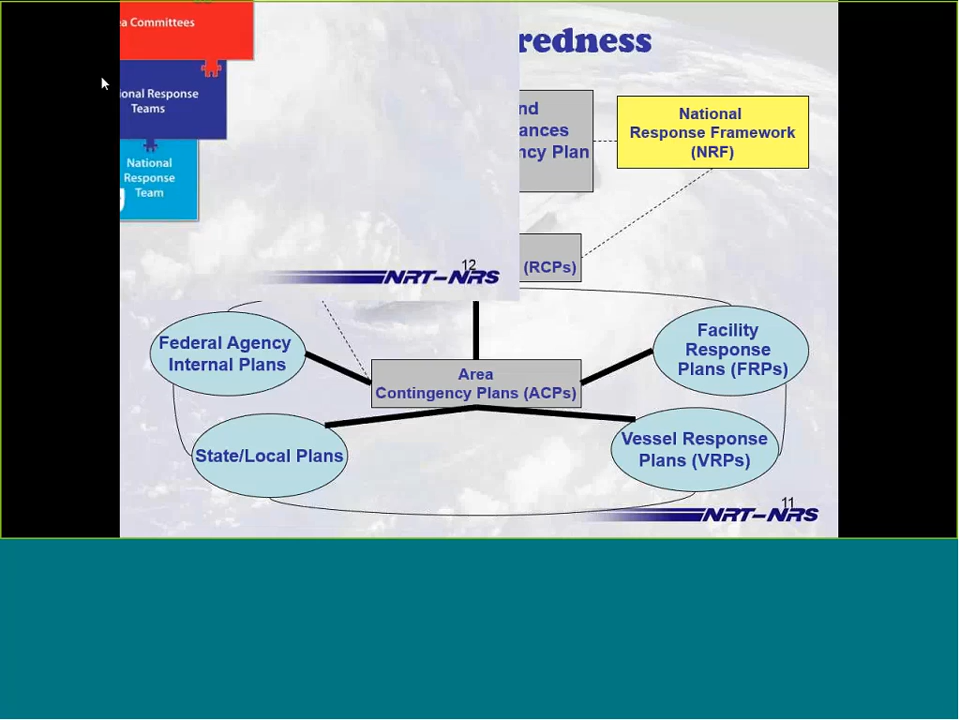 ea Committees
redness
ional Response
Teams
National
Response
Team
nd
ances
ncy Plan
National
Response Framework
(NRF)
(RCPs)
12
NRT-NRS
Federal Agency
Internal Plans
Facility
Response
Plans (FRPs)
Area
Contingency Plans (ACPs)
State/Local Plans
Vessel Response
Plans (VRPs)
11
NRT-NRS